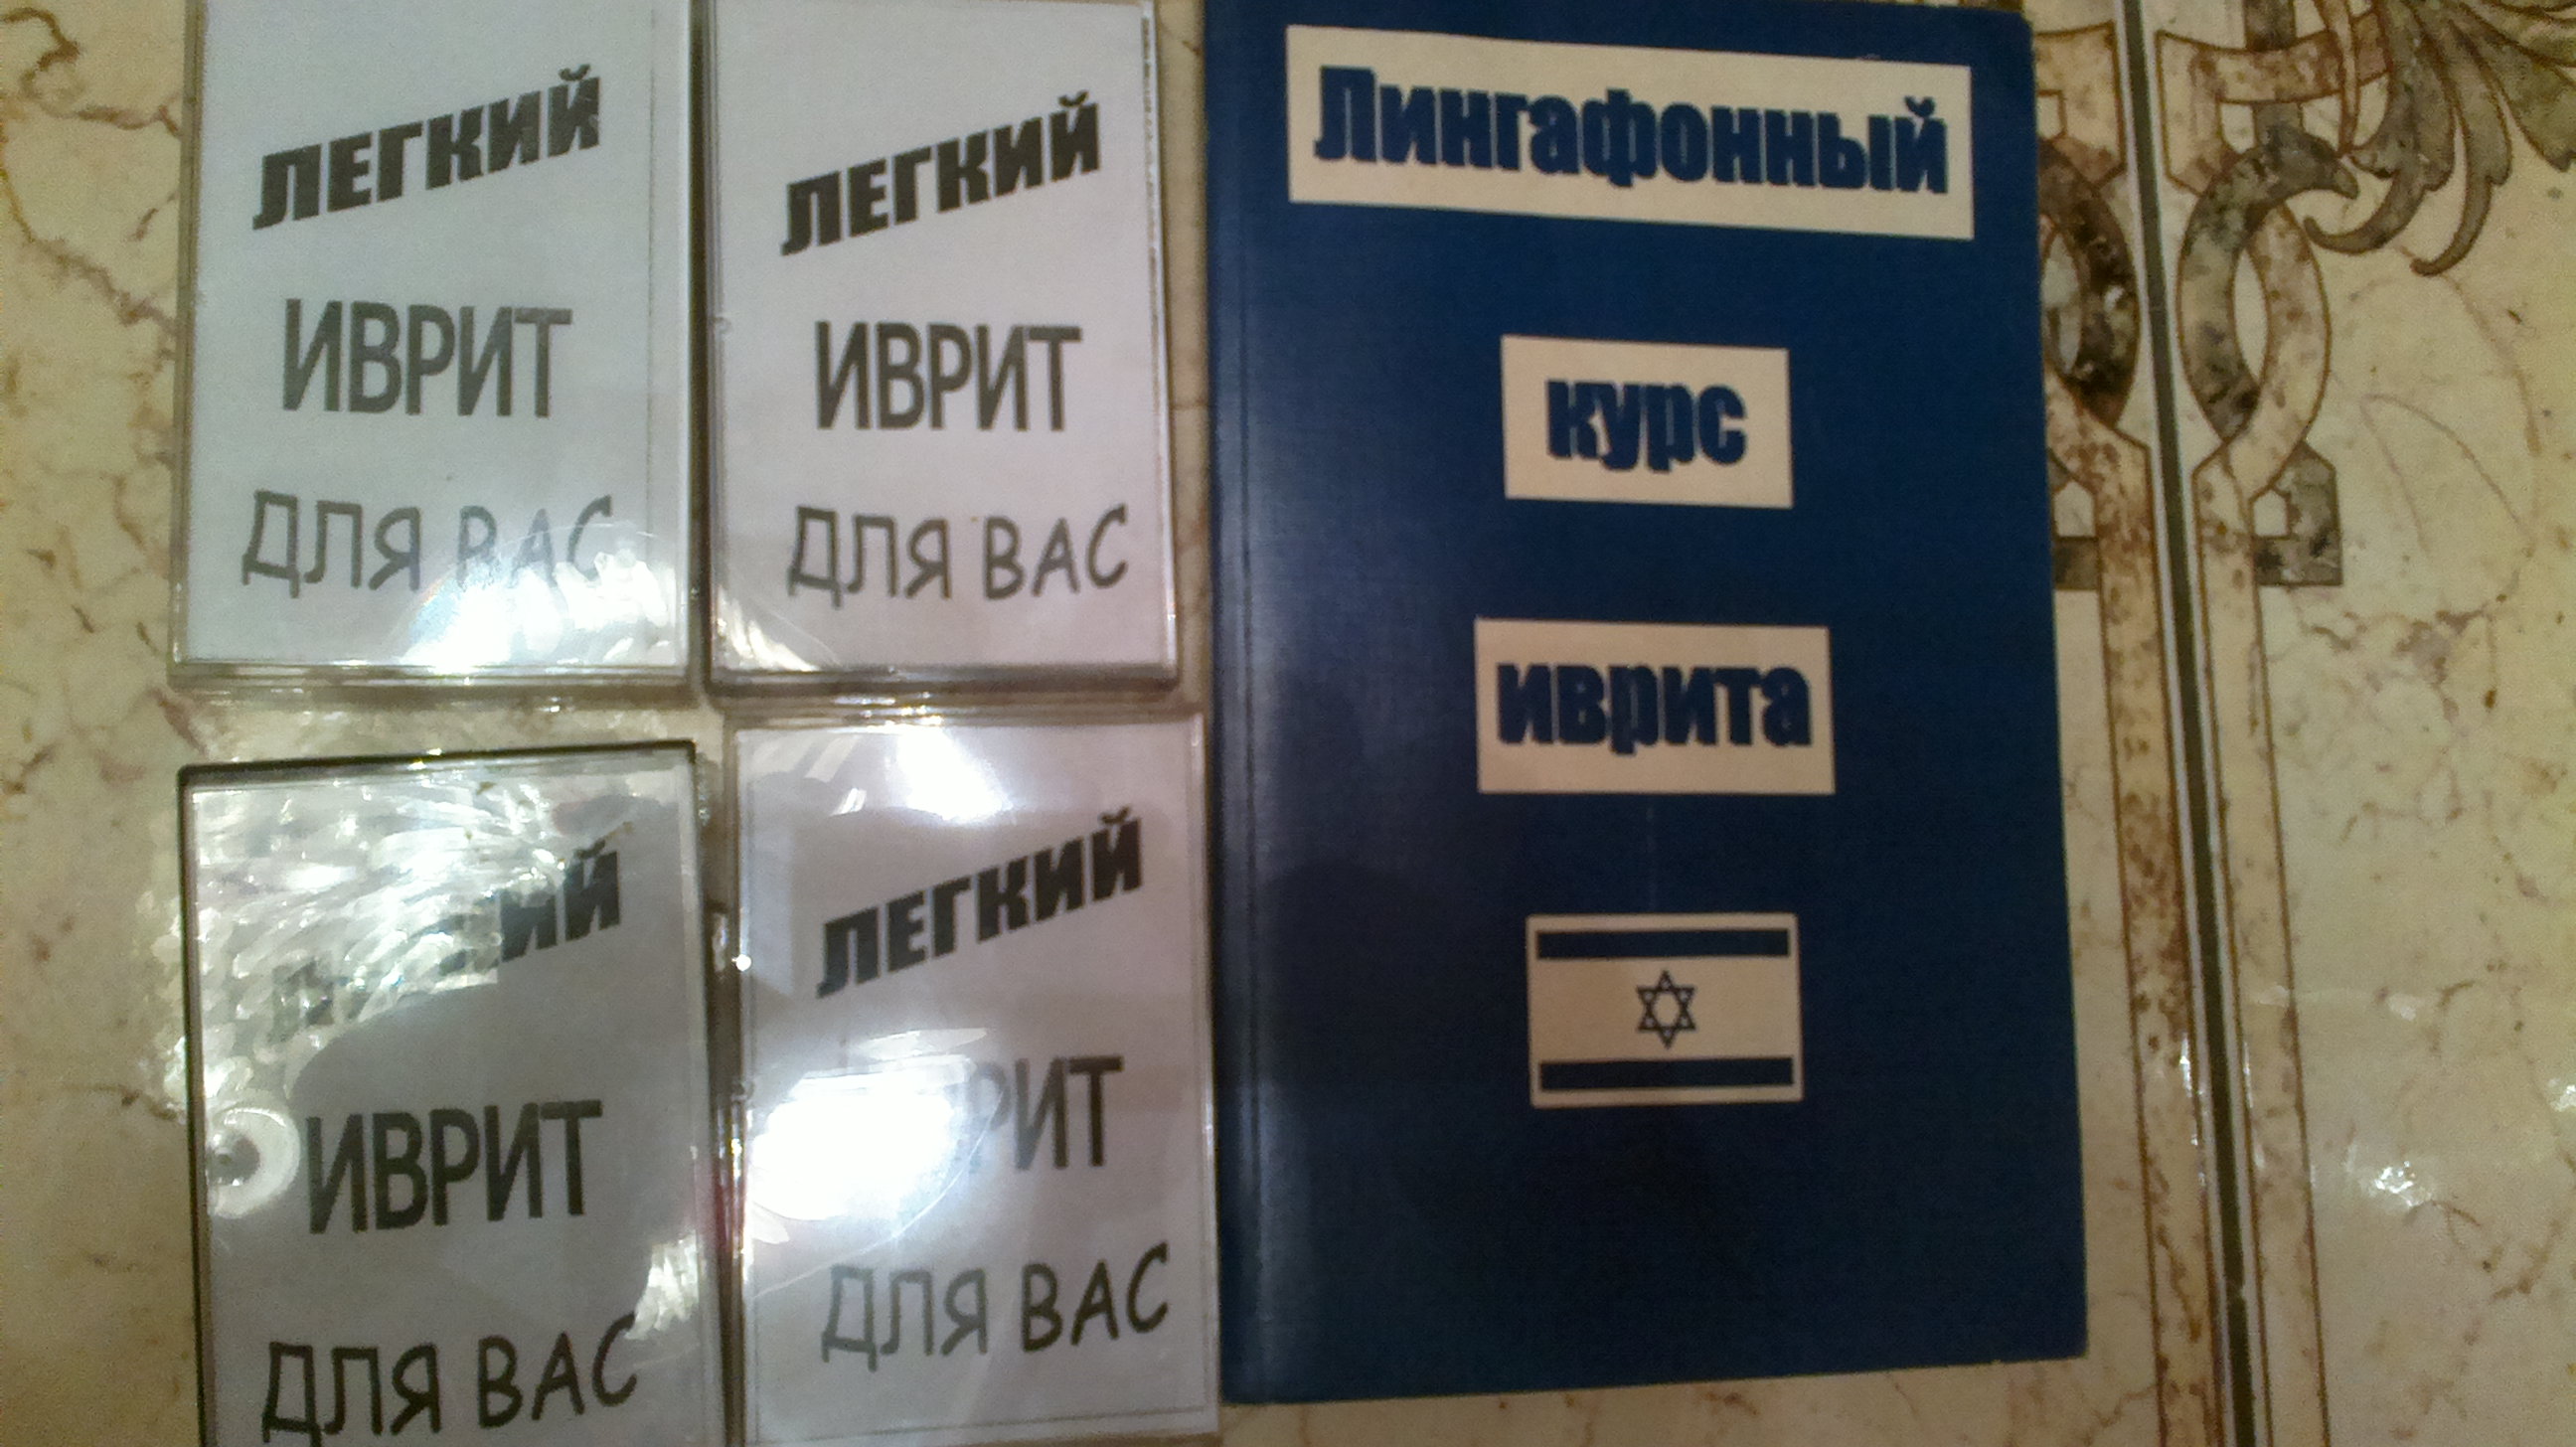 ЛЕГКИЙ
ИВРИТ
ДЛЯ ВАС
ЛЕГКИЙ
ИВРИТ
ДЛЯ ВАС
ИВРИТ
ДЛЯ ВАС
ЛЕГКИЙ
ДЛЯ ВАС
Лингафонный
курс
иврита